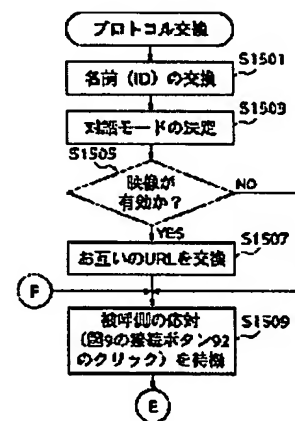 プロトコル交換
S1501
名前(ID)の交換
S1503
対話モードの決定
S1505
映像が
有効か?
NO
YES
S1507
お互いのURLを交換
F
S1509
被呼側の応対
(図9の接続ボタン92
のクリック)を待機
E